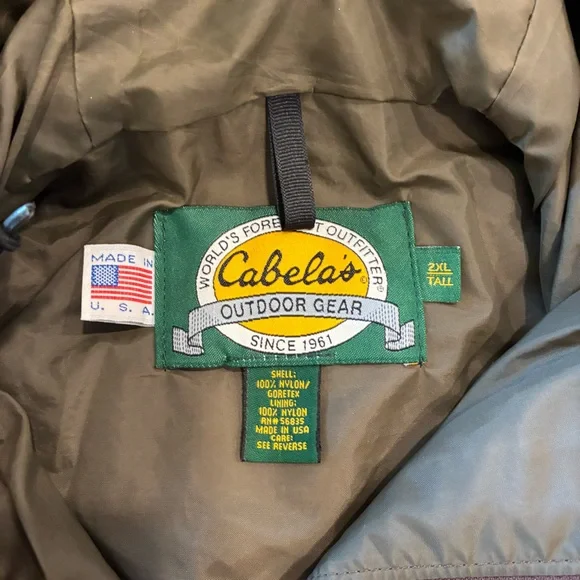 WORLD'S FOREMOST OUTFITTER®
Cabela's®
OUTDOOR GEAR
SINCE 1961
MADE IN
U. S. A.
2XL
TALL
SHELL:
100% NYLON/
GORETEX
LINING:
100% NYLON
RN# 56835
MADE IN USA
CARE:
SEE REVERSE